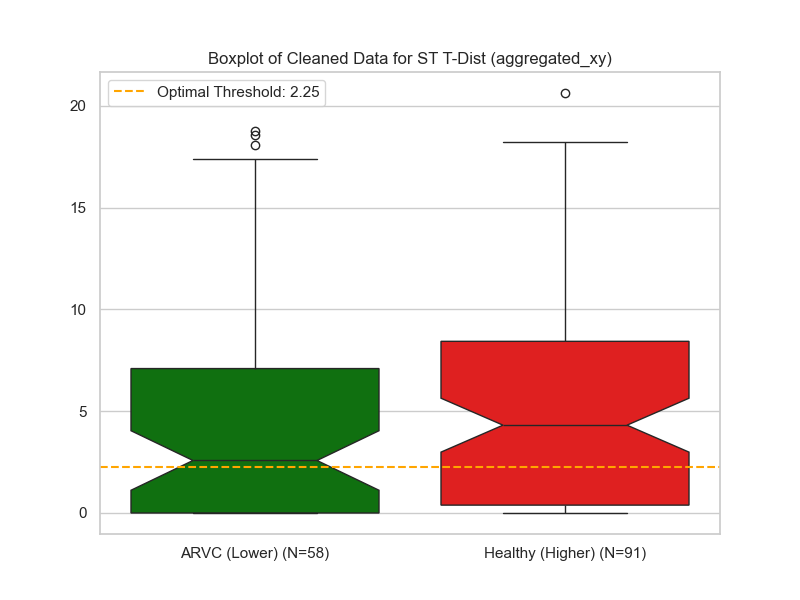 Boxplot of Cleaned Data for ST T-Dist (aggregated_xy)
Optimal Threshold: 2.25
20
15
10
5
0
ARVC (Lower) (N=58)
Healthy (Higher) (N=91)